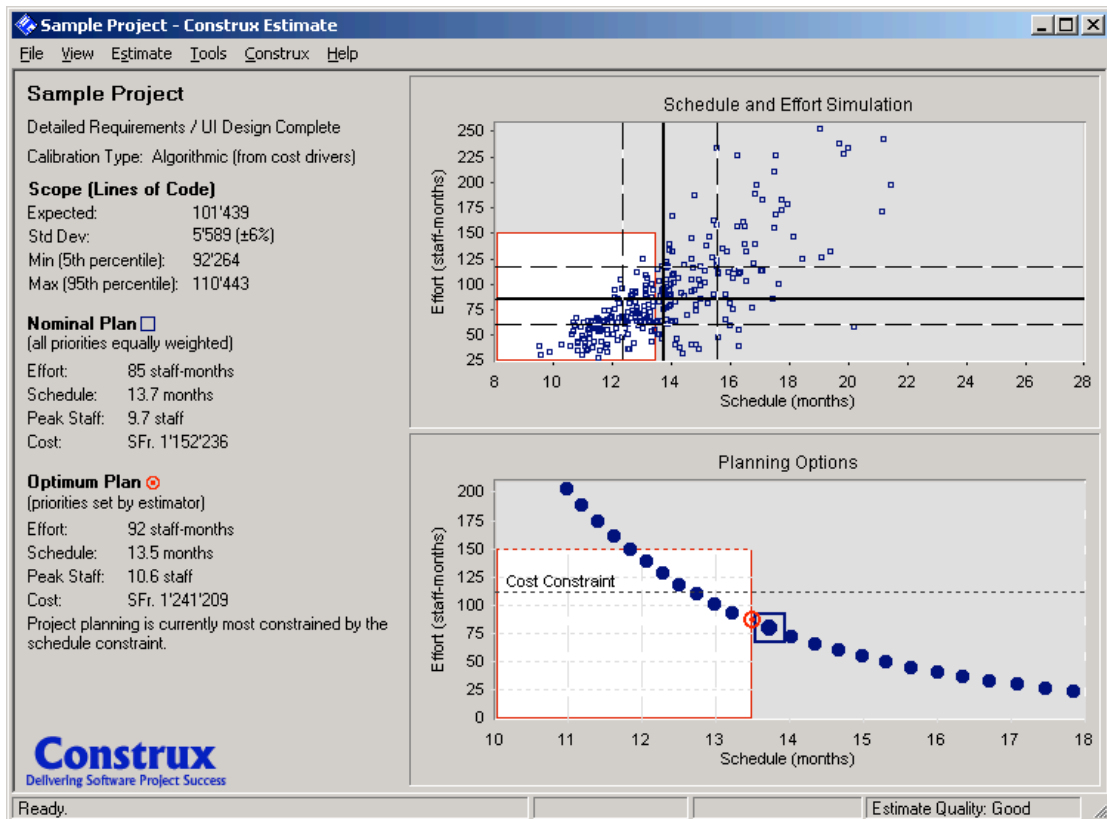 Sample Project - Construx Estimate
File View Estimate Tools Construx Help
Sample Project
Detailed Requirements / UI Design Complete
Calibration Type: Algorithmic (from cost drivers)
Scope (Lines of Code)
Expected: 101'439
Std Dev: 5'589 (±6%)
Min (5th percentile): 92'264
Max (95th percentile): 110'443
Nominal Plan
(all priorities equally weighted)
Effort: 85 staff-months
Schedule: 13.7 months
Peak Staff: 9.7 staff
Cost: SFr. 1'152'236
Optimum Plan
(priorities set by estimator)
Effort: 92 staff-months
Schedule: 13.5 months
Peak Staff: 10.6 staff
Cost: SFr. 1'241'209
Project planning is currently most constrained by the
schedule constraint.
Construx
Delivering Software Project Success
Schedule and Effort Simulation
Effort (staff-months)
250
225
200
175
150
125
100
75
50
25
8 10 12 14 16 18 20 22 24 26 28
Schedule (months)
Planning Options
Effort (staff-months)
200
175
150
125
100
75
50
25
0
Cost Constraint
10 11 12 13 14 15 16 17 18
Schedule (months)
Ready.
Estimate Quality: Good